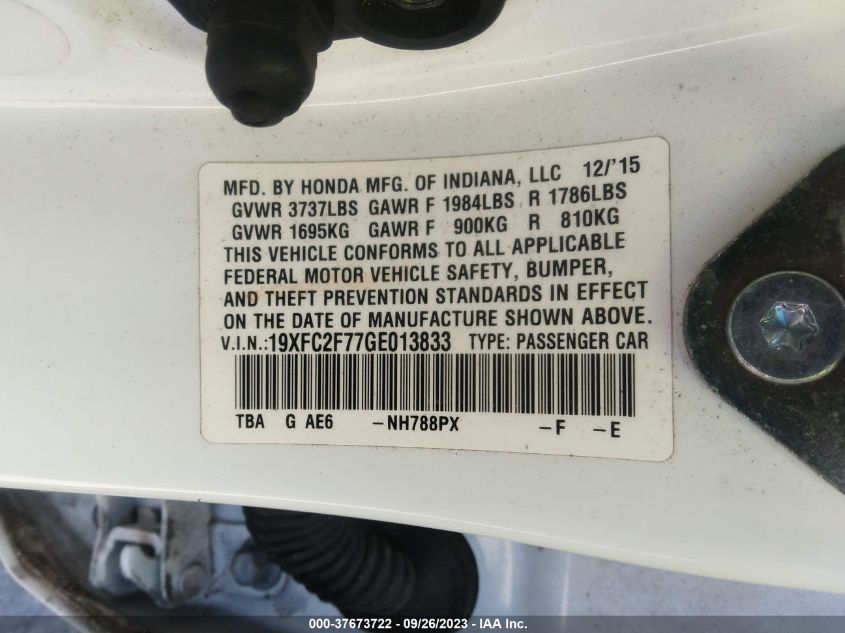 MFD. BY HONDA MFG. OF INDIANA, LLC 12/'15
GVWR 3737LBS GAWR F 1984LBS R 1786LBS
GVWR 1695KG GAWR F 900KG R 810KG
THIS VEHICLE CONFORMS TO ALL APPLICABLE
FEDERAL MOTOR VEHICLE SAFETY, BUMPER,
AND THEFT PREVENTION STANDARDS IN EFFECT
ON THE DATE OF MANUFACTURE SHOWN ABOVE.
V.I.N.:19XFC2F77GE013833 TYPE: PASSENGER CAR
TBA G AE6 -NH788PX -F -E
000-37673722 - 09/26/2023 - IAA Inc.